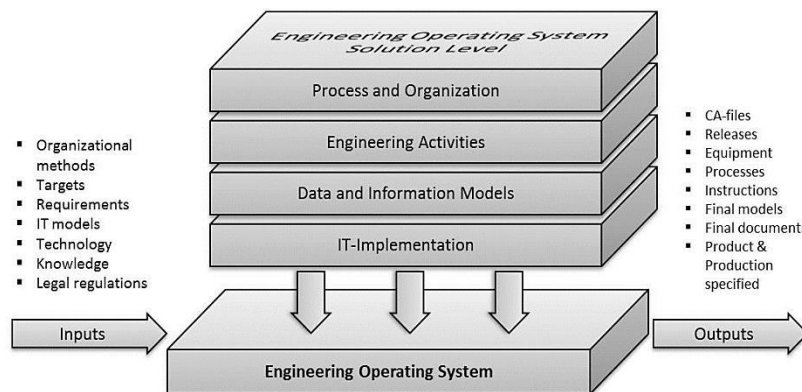 Engineering Operating System
Solution Level
Process and Organization
Engineering Activities
Data and Information Models
IT-Implementation
▪ Organizational
methods
▪ Targets
▪ Requirements
▪ IT models
▪ Technology
▪ Knowledge
▪ Legal regulations
Inputs
Engineering Operating System
▪ CA-files
▪ Releases
▪ Equipment
▪ Processes
▪ Instructions
▪ Final models
▪ Final document
▪ Product &
Production
specified
Outputs